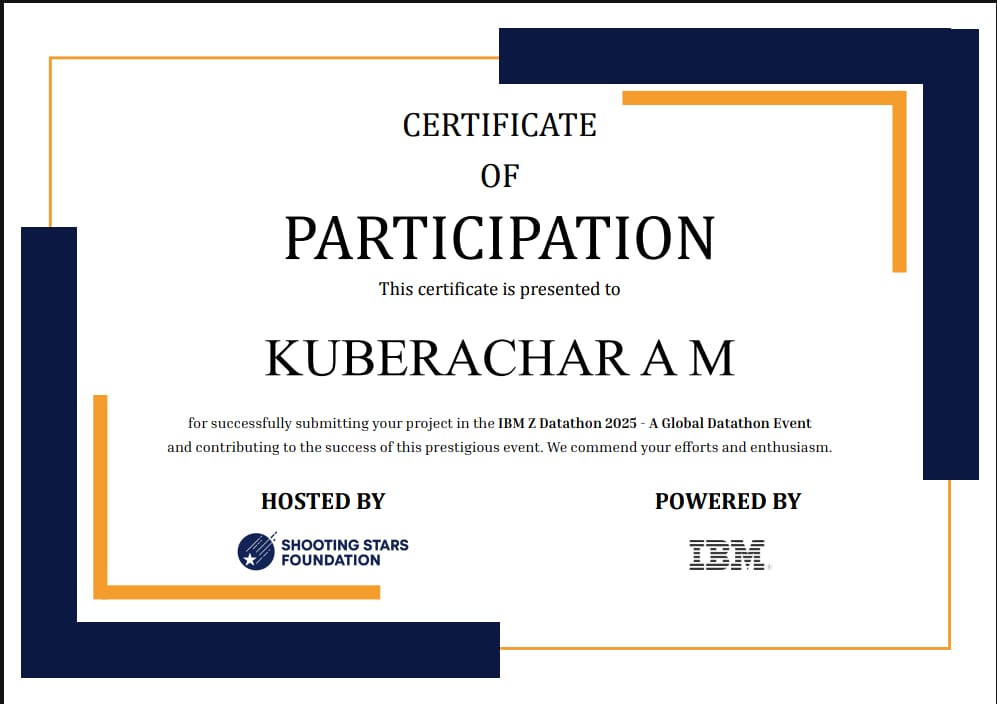 CERTIFICATE
OF
PARTICIPATION
This certificate is presented to
KUBERACHAR A M
for successfully submitting your project in the IBM Z Datathon 2025 - A Global Datathon Event
and contributing to the success of this prestigious event. We commend your efforts and enthusiasm.
HOSTED BY
SHOOTING STARS
FOUNDATION
POWERED BY
IBM®